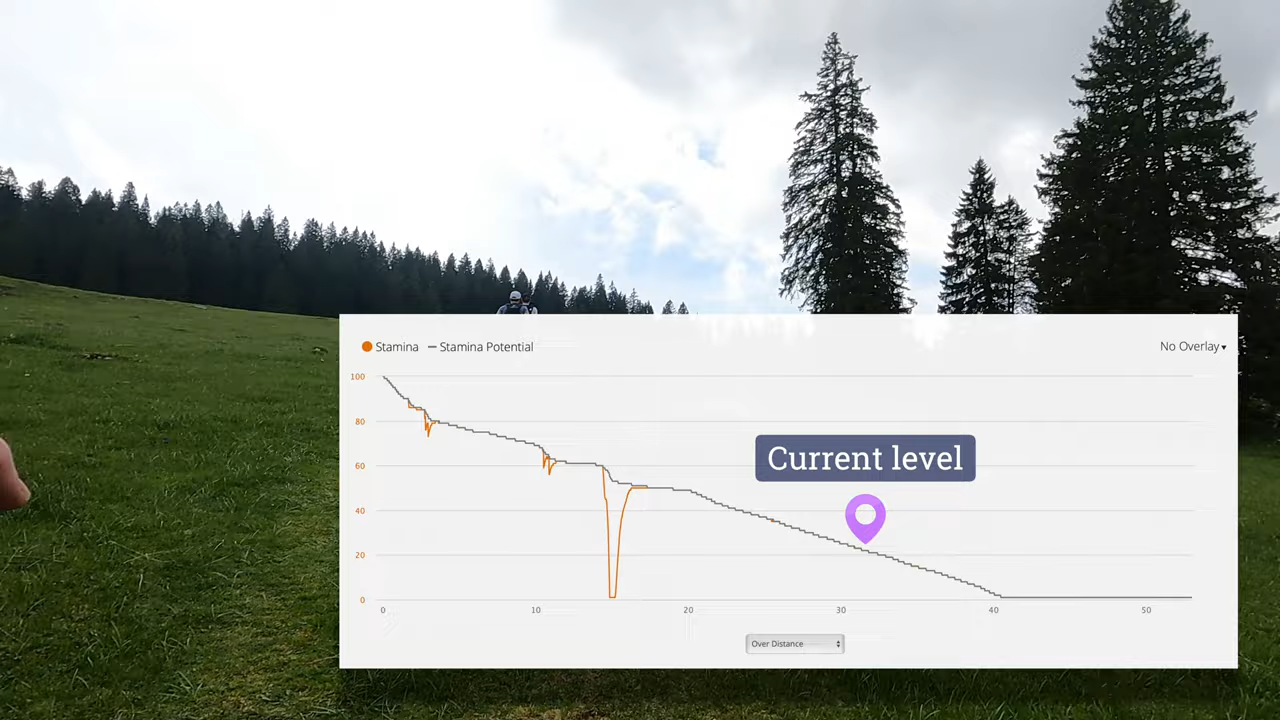 Stamina — Stamina Potential
No Overlay ▾
100
80
60
40
20
0
Current level
0 10 20 30 40 50
Over Distance